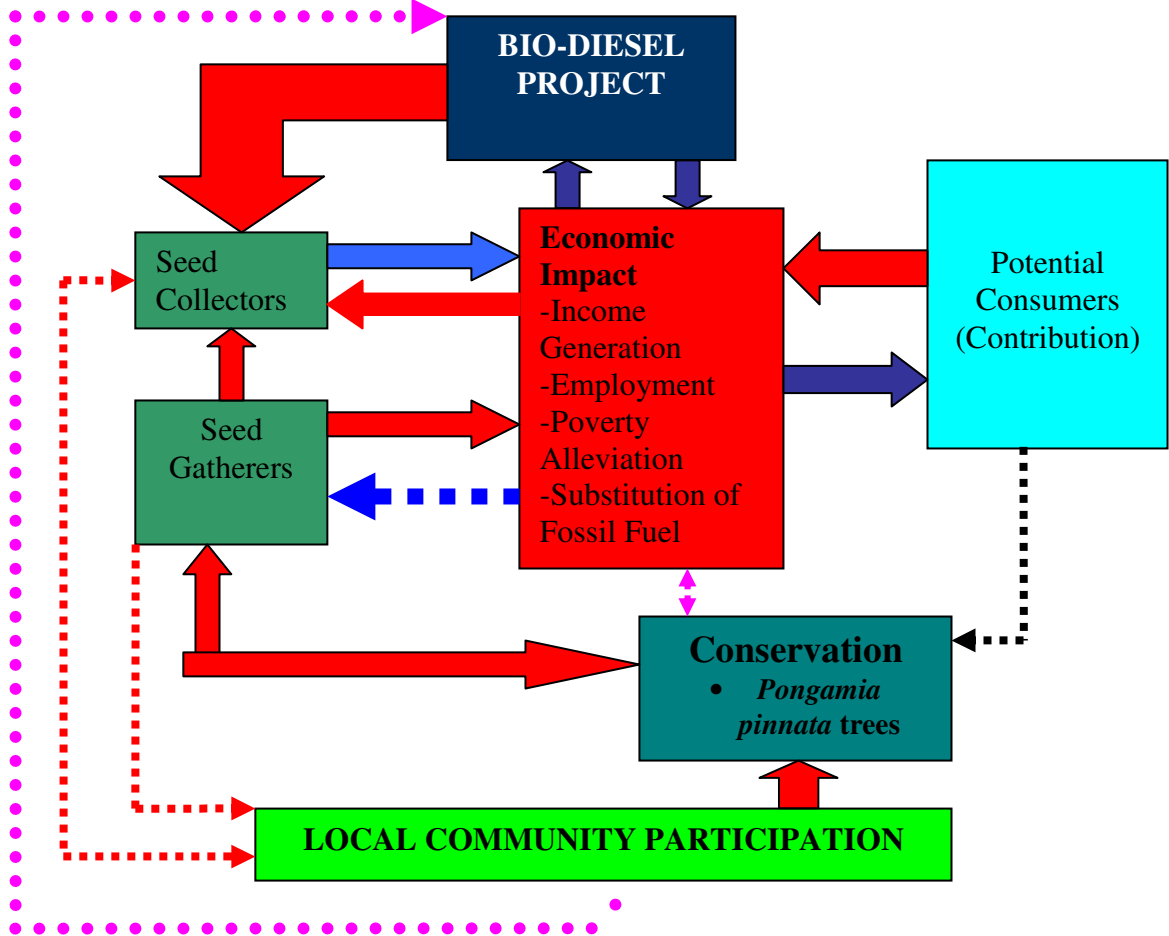 BIO-DIESEL
PROJECT
Seed
Collectors
Economic
Impact
-Income
Generation
-Employment
-Poverty
Alleviation
-Substitution of
Fossil Fuel
Potential
Consumers
(Contribution)
Seed
Gatherers
Conservation
• Pongamia
pinnata trees
LOCAL COMMUNITY PARTICIPATION